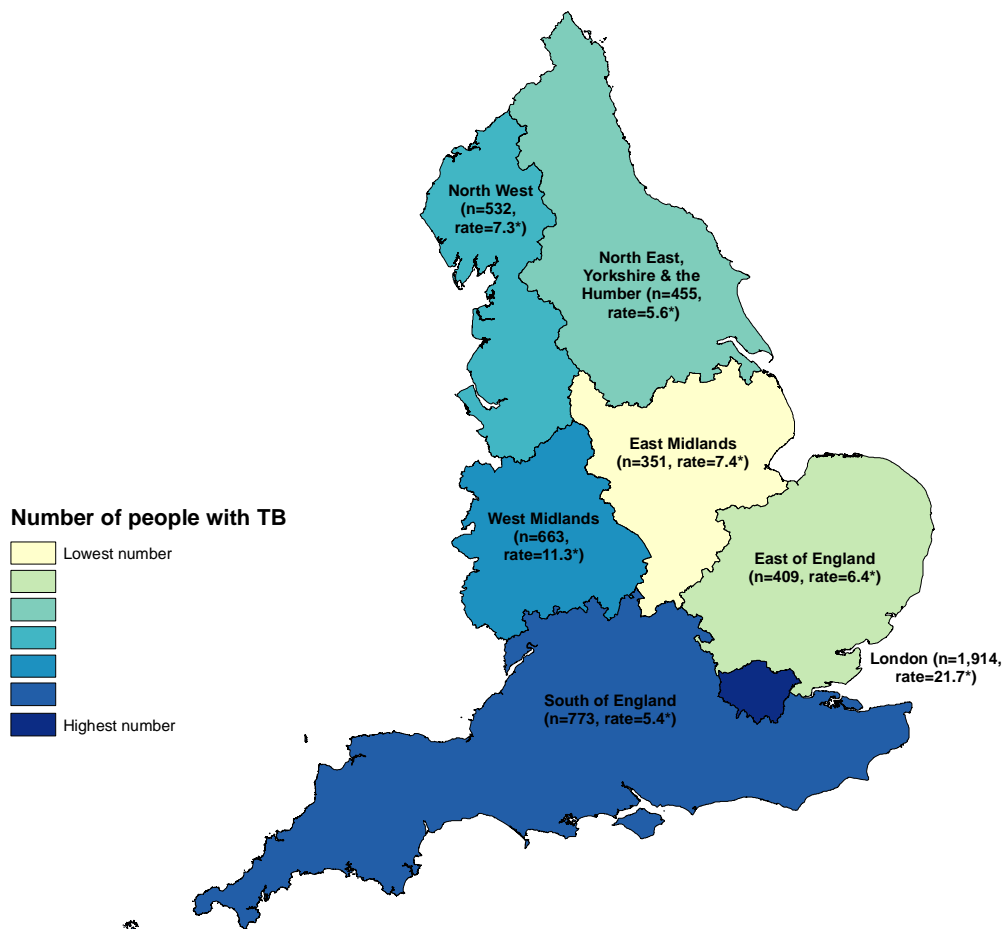 North West
(n=532,
rate=7.3*)
North East,
Yorkshire & the
Humber (n=455,
rate=5.6*)
East Midlands
(n=351, rate=7.4*)
Number of people with TB
Lowest number
Highest number
West Midlands
(n=663,
rate=11.3*)
East of England
(n=409, rate=6.4*)
London (n=1,914,
rate=21.7*)
South of England
(n=773, rate=5.4*)